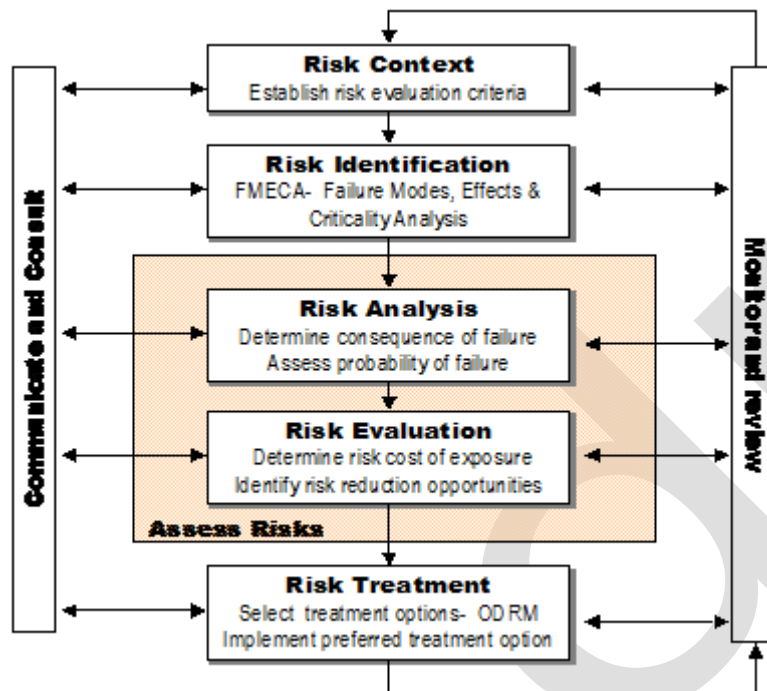 Risk Context
Establish risk evaluation criteria
Risk Identification
FMECA- Failure Modes, Effects &
Criticality Analysis
Risk Analysis
Determine consequence of failure
Assess probability of failure
Risk Evaluation
Determine risk cost of exposure
Identify risk reduction opportunities
Assess Risks
Risk Treatment
Select treatment options- ODRM
Implement preferred treatment option
Communicate and Consult
Monitor and review